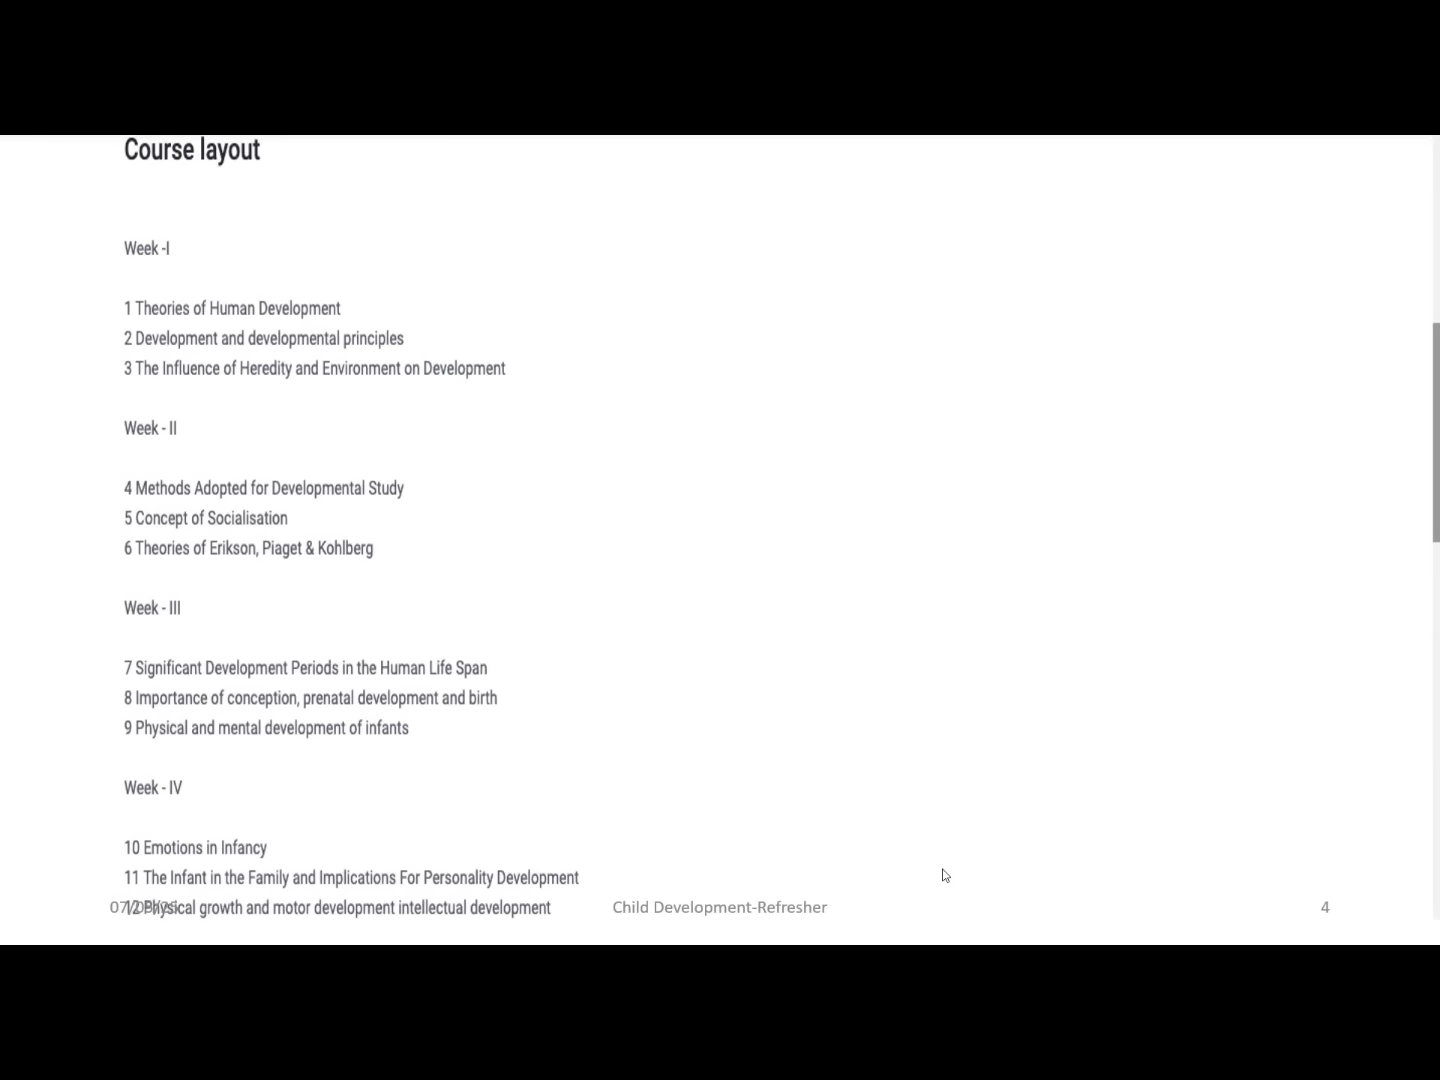 Course layout
Week -I
1 Theories of Human Development
2 Development and developmental principles
3 The Influence of Heredity and Environment on Development
Week - II
4 Methods Adopted for Developmental Study
5 Concept of Socialisation
6 Theories of Erikson, Piaget & Kohlberg
Week - III
7 Significant Development Periods in the Human Life Span
8 Importance of conception, prenatal development and birth
9 Physical and mental development of infants
Week - IV
10 Emotions in Infancy
11 The Infant in the Family and Implications For Personality Development
12 Physical growth and motor development intellectual development
Child Development-Refresher
4